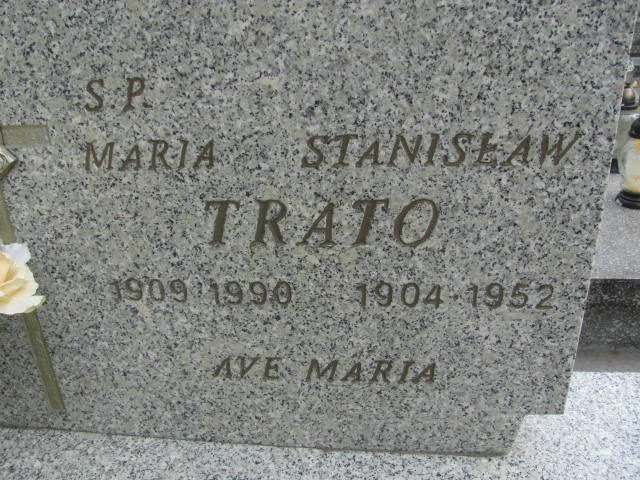 S.P.
MARIA STANISŁAW
TRATO
1909 1990 1904-1952
AVE MARIA